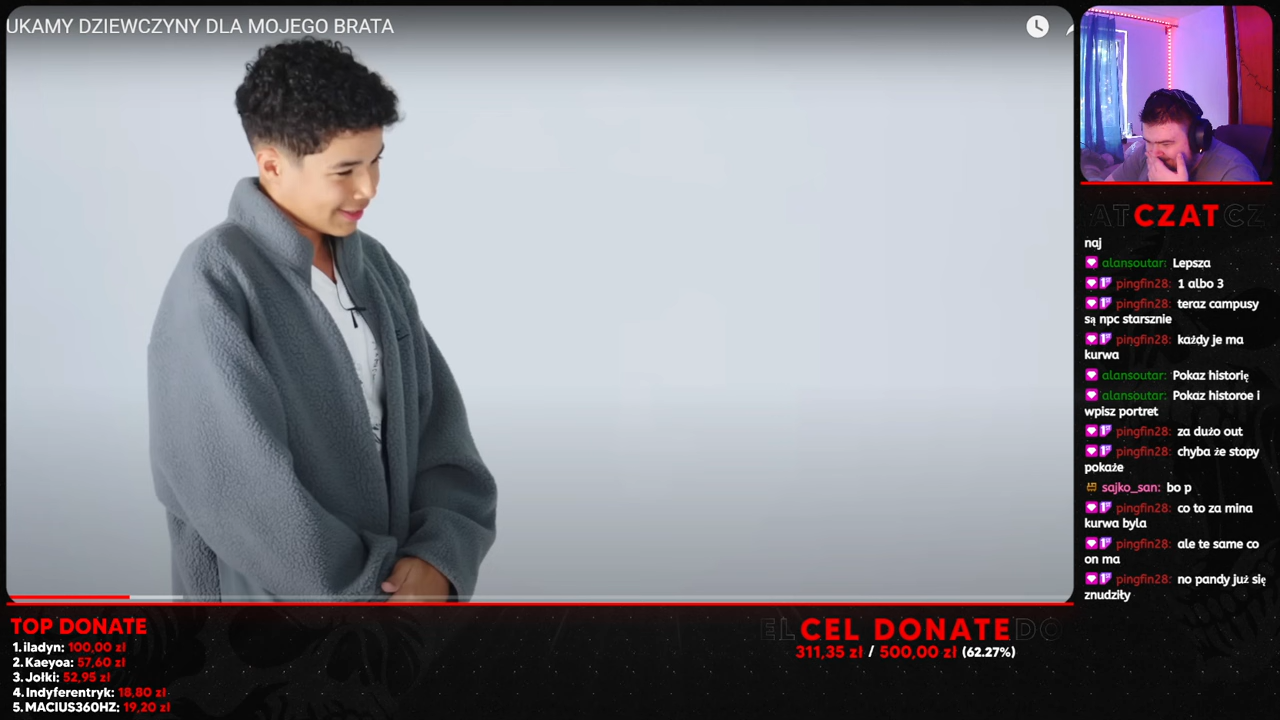 UKAMY DZIEWCZYNY DLA MOJEGO BRATA
CZAT
naj
alansoutar: Lepsza
pingfin28: 1 albo 3
pingfin28: teraz campusy
są npc starsznie
pingfin28: każdy je ma
kurwa
alansoutar: Pokaz historię
alansoutar: Pokaz historoe i
wpisz portret
pingfin28: za dużo out
pingfin28: chyba że stopy
pokaże
sajko_san: bo p
pingfin28: co to za mina
kurwa byla
pingfin28: ale te same co
on ma
pingfin28: no pandy już się
znudziły
TOP DONATE
1. iladyn: 100,00 zł
2. Kaeyoa: 57,60 zł
3. Jołki: 52,95 zł
4. Indyferentryk: 18,80 zł
5. MACIUS360HZ: 19,20 zł
EL CEL DONATE DO
311,35 zł / 500,00 zł (62.27%)